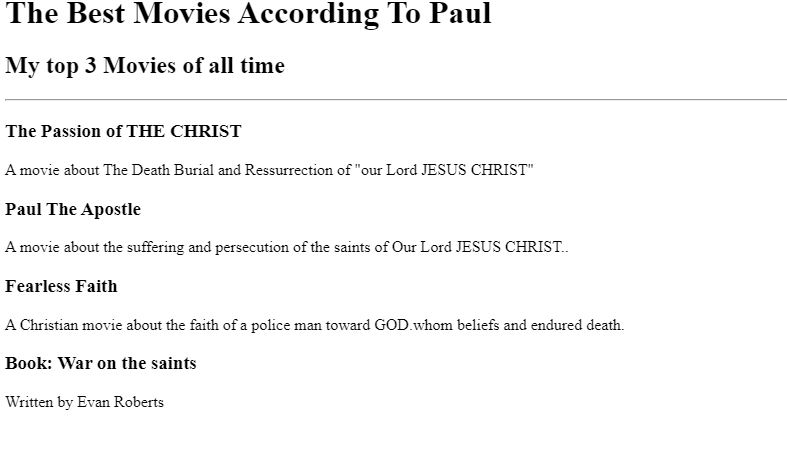 The Best Movies According To Paul
My top 3 Movies of all time
The Passion of THE CHRIST
A movie about The Death Burial and Ressurrection of "our Lord JESUS CHRIST"
Paul The Apostle
A movie about the suffering and persecution of the saints of Our Lord JESUS CHRIST..
Fearless Faith
A Christian movie about the faith of a police man toward GOD.whom beliefs and endured death.
Book: War on the saints
Written by Evan Roberts